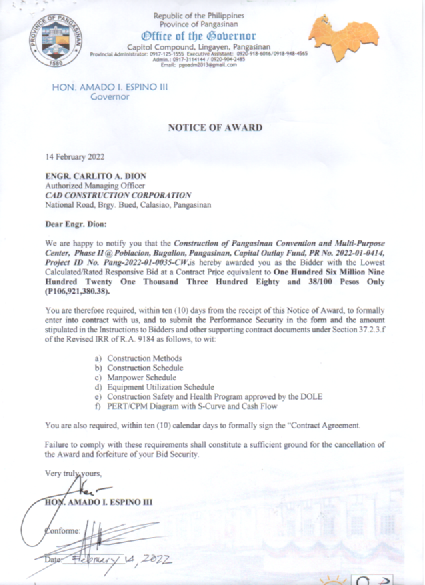 PROVINCE OF PANGASINAN
Republic of the Philippines
Province of Pangasinan
Office of the Governor
Capitol Compound, Lingayen, Pangasinan
HON. AMADO I. ESPINO III
Governor
NOTICE OF AWARD
14 February 2022
ENGR. CARLITO A. DION
Authorized Managing Officer
CAD CONSTRUCTION CORPORATION
National Road, Brgy. Bued, Calasiao, Pangasinan
Dear Engr. Dion:
We are happy to notify you that the Construction of Pangasinan Convention and Multi-Purpose
Center, Phase II @ Poblacion, Bugallon, Pangasinan, Capital Outlay Fund, PR No. 2022-01-0414,
Project ID No. Pang-2022-01-0035-CW, is hereby awarded you as the Bidder with the Lowest
Calculated/Rated Responsive Bid at a Contract Price equivalent to One Hundred Six Million Nine
Hundred Twenty One Thousand Three Hundred Eighty and 38/100 Pesos Only
(P106,921,380.38).
You are therefore required, within ten (10) days from the receipt of this Notice of Award, to formally
enter into contract with us, and to submit the Performance Security in the form and the amount
stipulated in the Instructions to Bidders and other supporting contract documents under Section 37.2.3.f
of the Revised IRR of R.A. 9184 as follows, to wit:
a) Construction Methods
b) Construction Schedule
c) Manpower Schedule
d) Equipment Utilization Schedule
e) Construction Safety and Health Program approved by the DOLE
f) PERT/CPM Diagram with S-Curve and Cash Flow
You are also required, within ten (10) calendar days to formally sign the "Contract Agreement.
Failure to comply with these requirements shall constitute a sufficient ground for the cancellation of
the Award and forfeiture of your Bid Security.
Very truly yours,
HON. AMADO I. ESPINO III
Conforme:
Date: February 14, 2022